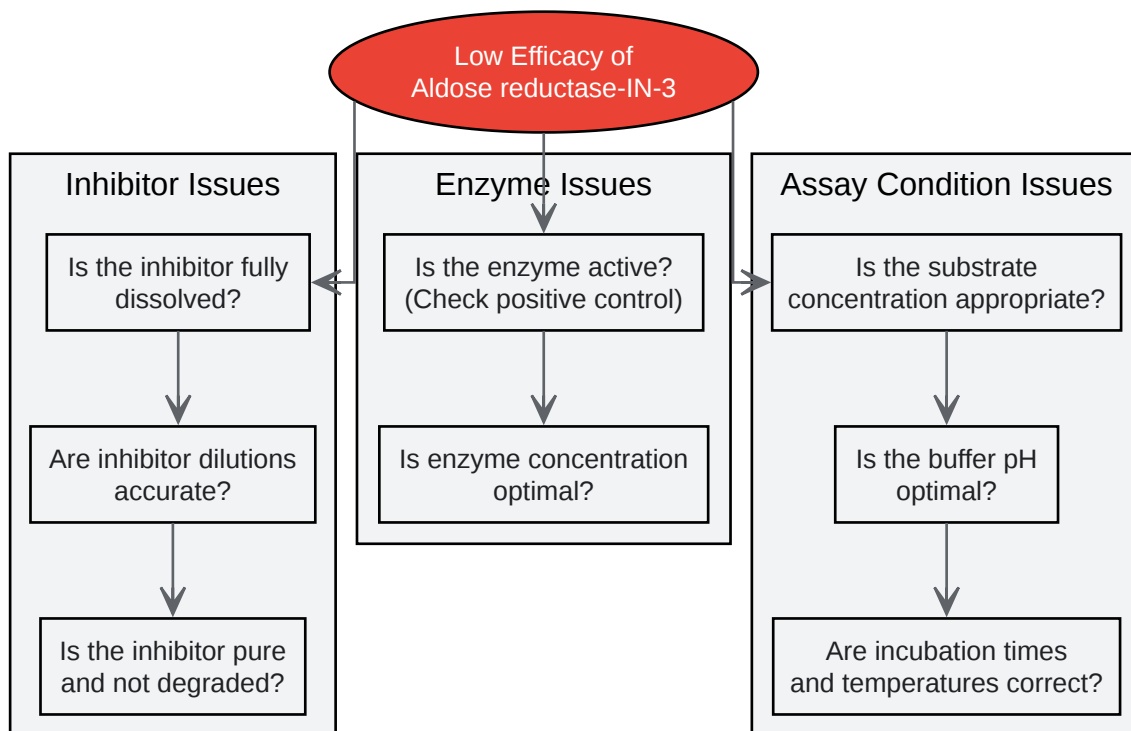 Low Efficacy of
Aldose reductase-IN-3
Inhibitor Issues
Is the inhibitor fully
dissolved?
Are inhibitor dilutions
accurate?
Is the inhibitor pure
and not degraded?
Enzyme Issues
Is the enzyme active?
(Check positive control)
Is enzyme concentration
optimal?
Assay Condition Issues
Is the substrate
concentration appropriate?
Is the buffer pH
optimal?
Are incubation times
and temperatures correct?